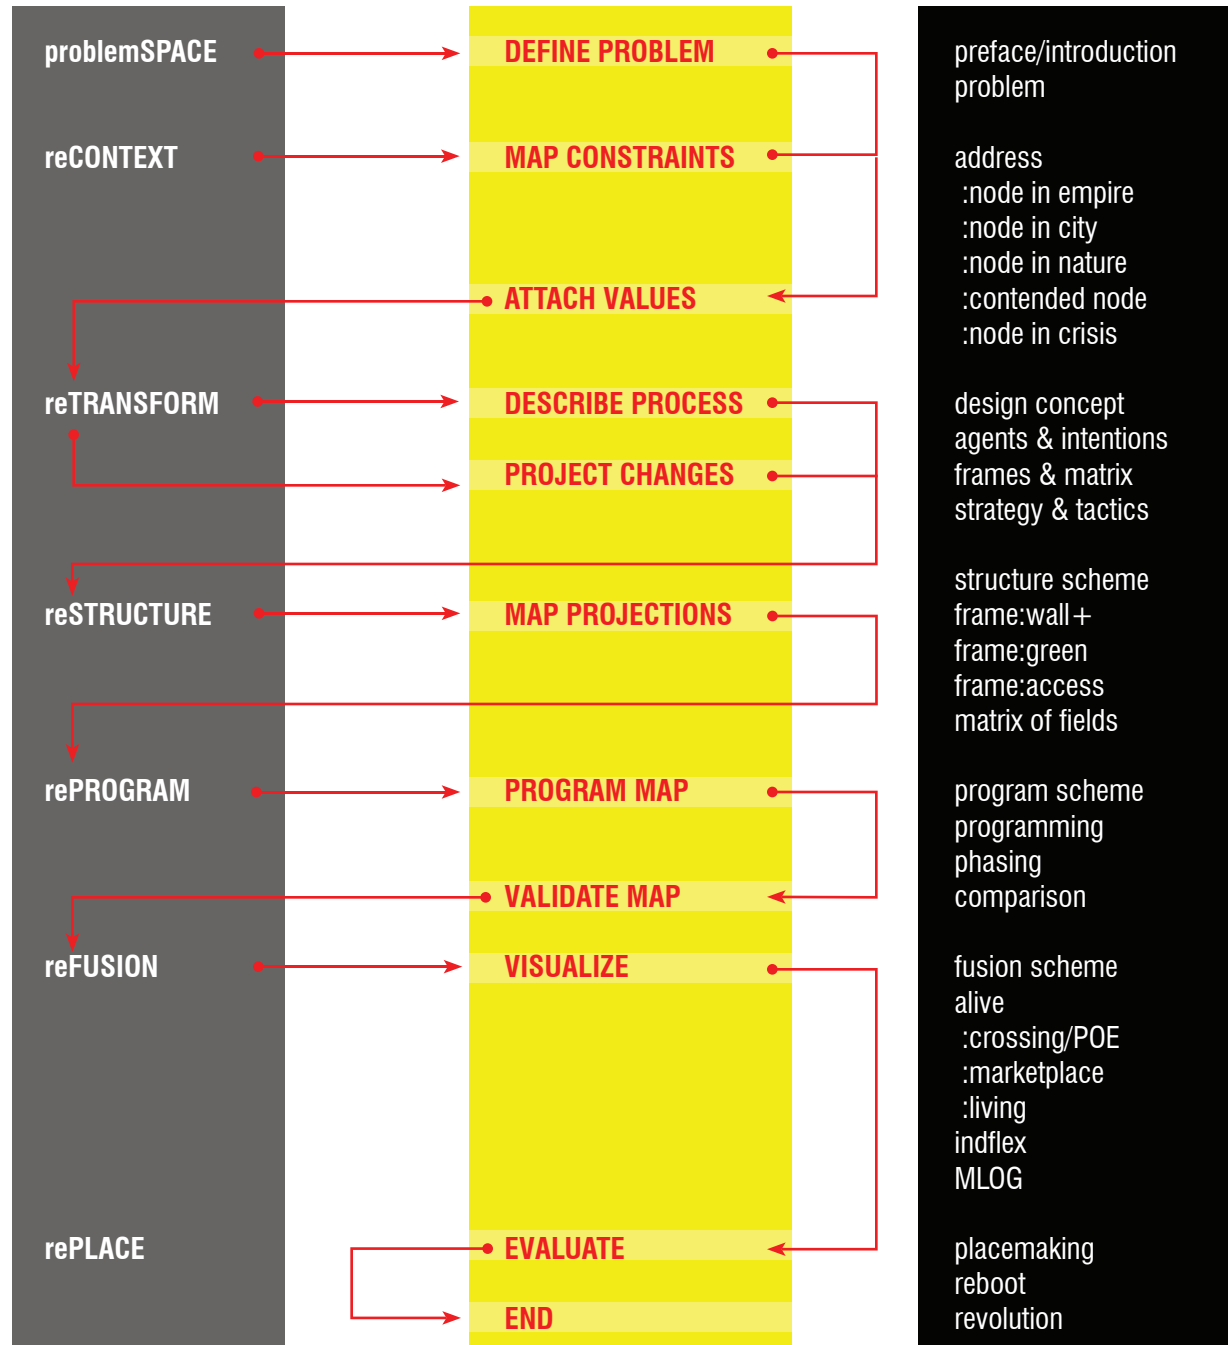 problemSPACE
reCONTEXT
reTRANSFORM
reSTRUCTURE
rePROGRAM
reFUSION
rePLACE
DEFINE PROBLEM
MAP CONSTRAINTS
ATTACH VALUES
DESCRIBE PROCESS
PROJECT CHANGES
MAP PROJECTIONS
PROGRAM MAP
VALIDATE MAP
VISUALIZE
EVALUATE
END
preface/introduction
problem
address
:node in empire
:node in city
:node in nature
:contended node
:node in crisis
design concept
agents & intentions
frames & matrix
strategy & tactics
structure scheme
frame:wall+
frame:green
frame:access
matrix of fields
program scheme
programming
phasing
comparison
fusion scheme
alive
:crossing/POE
:marketplace
:living
indflex
MLOG
placemaking
reboot
revolution